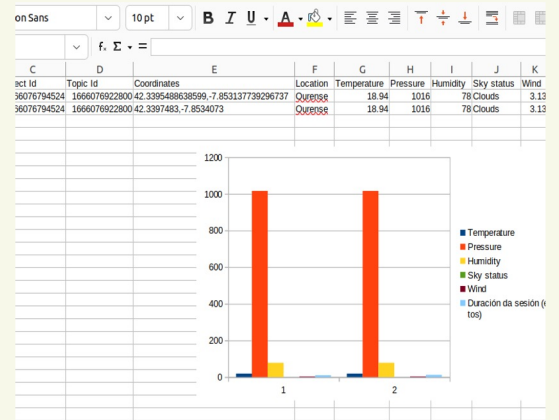 on Sans 10 pt B I U A
fx Σ =
C D E F G H I J K
ect Id Topic Id Coordinates Location Temperature Pressure Humidity Sky status Wind
6076794524 1666076922800 42.3395488638599,-7.853137739296737 Ourense 18.94 1016 78 Clouds 3.13
6076794524 1666076922800 42.3397483,-7.8534073 Ourense 18.94 1016 78 Clouds 3.13
1200
1000
800
600
400
200
0
1 2
Temperature
Pressure
Humidity
Sky status
Wind
Duración da sesión (
tos)